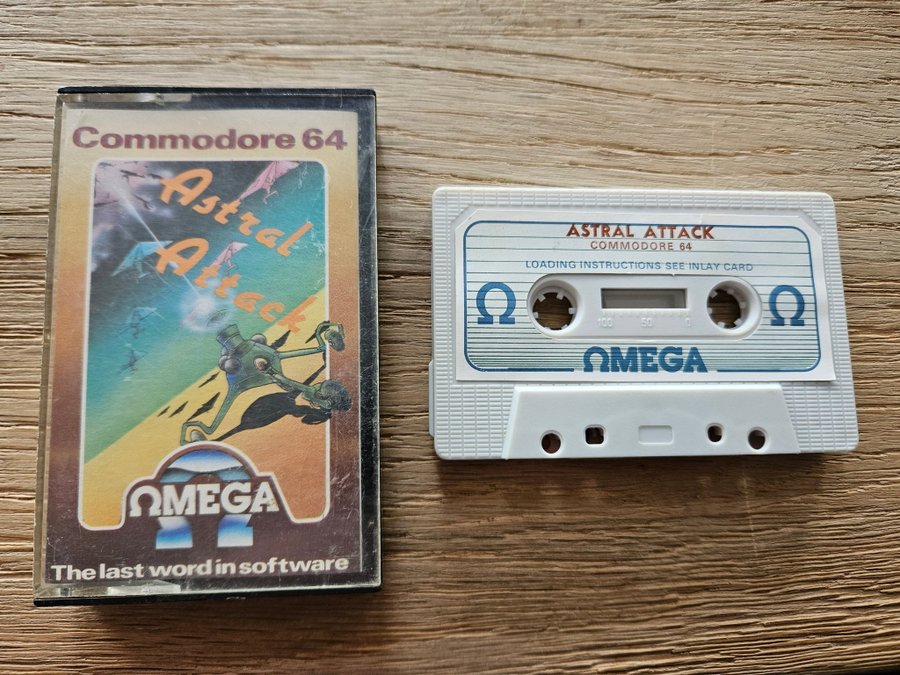 Commodore 64
Astral
Attack
ΩMEGA
The last word in software
ASTRAL ATTACK
COMMODORE 64
LOADING INSTRUCTIONS SEE INLAY CARD
Ω Ω
100 50 0
ΩMEGA